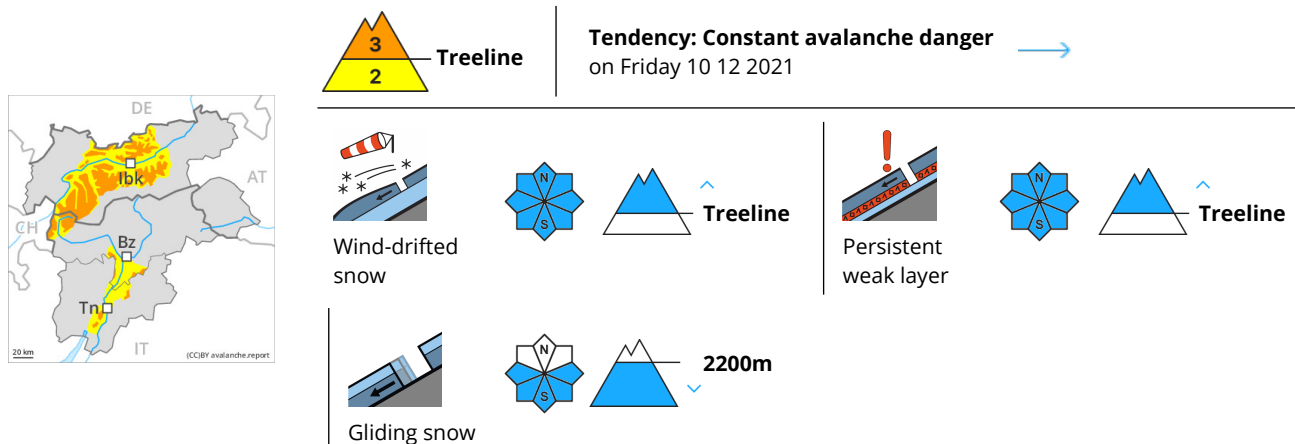 3
Treeline
2
Tendency: Constant avalanche danger
on Friday 10 12 2021
DE
Ibk
AT
CH
Bz
Tn
IT
20 km
(CC)BY avalanche.report
N
S
Treeline
Wind-drifted
snow
N
S
Treeline
Persistent
weak layer
N
S
2200m
Gliding snow